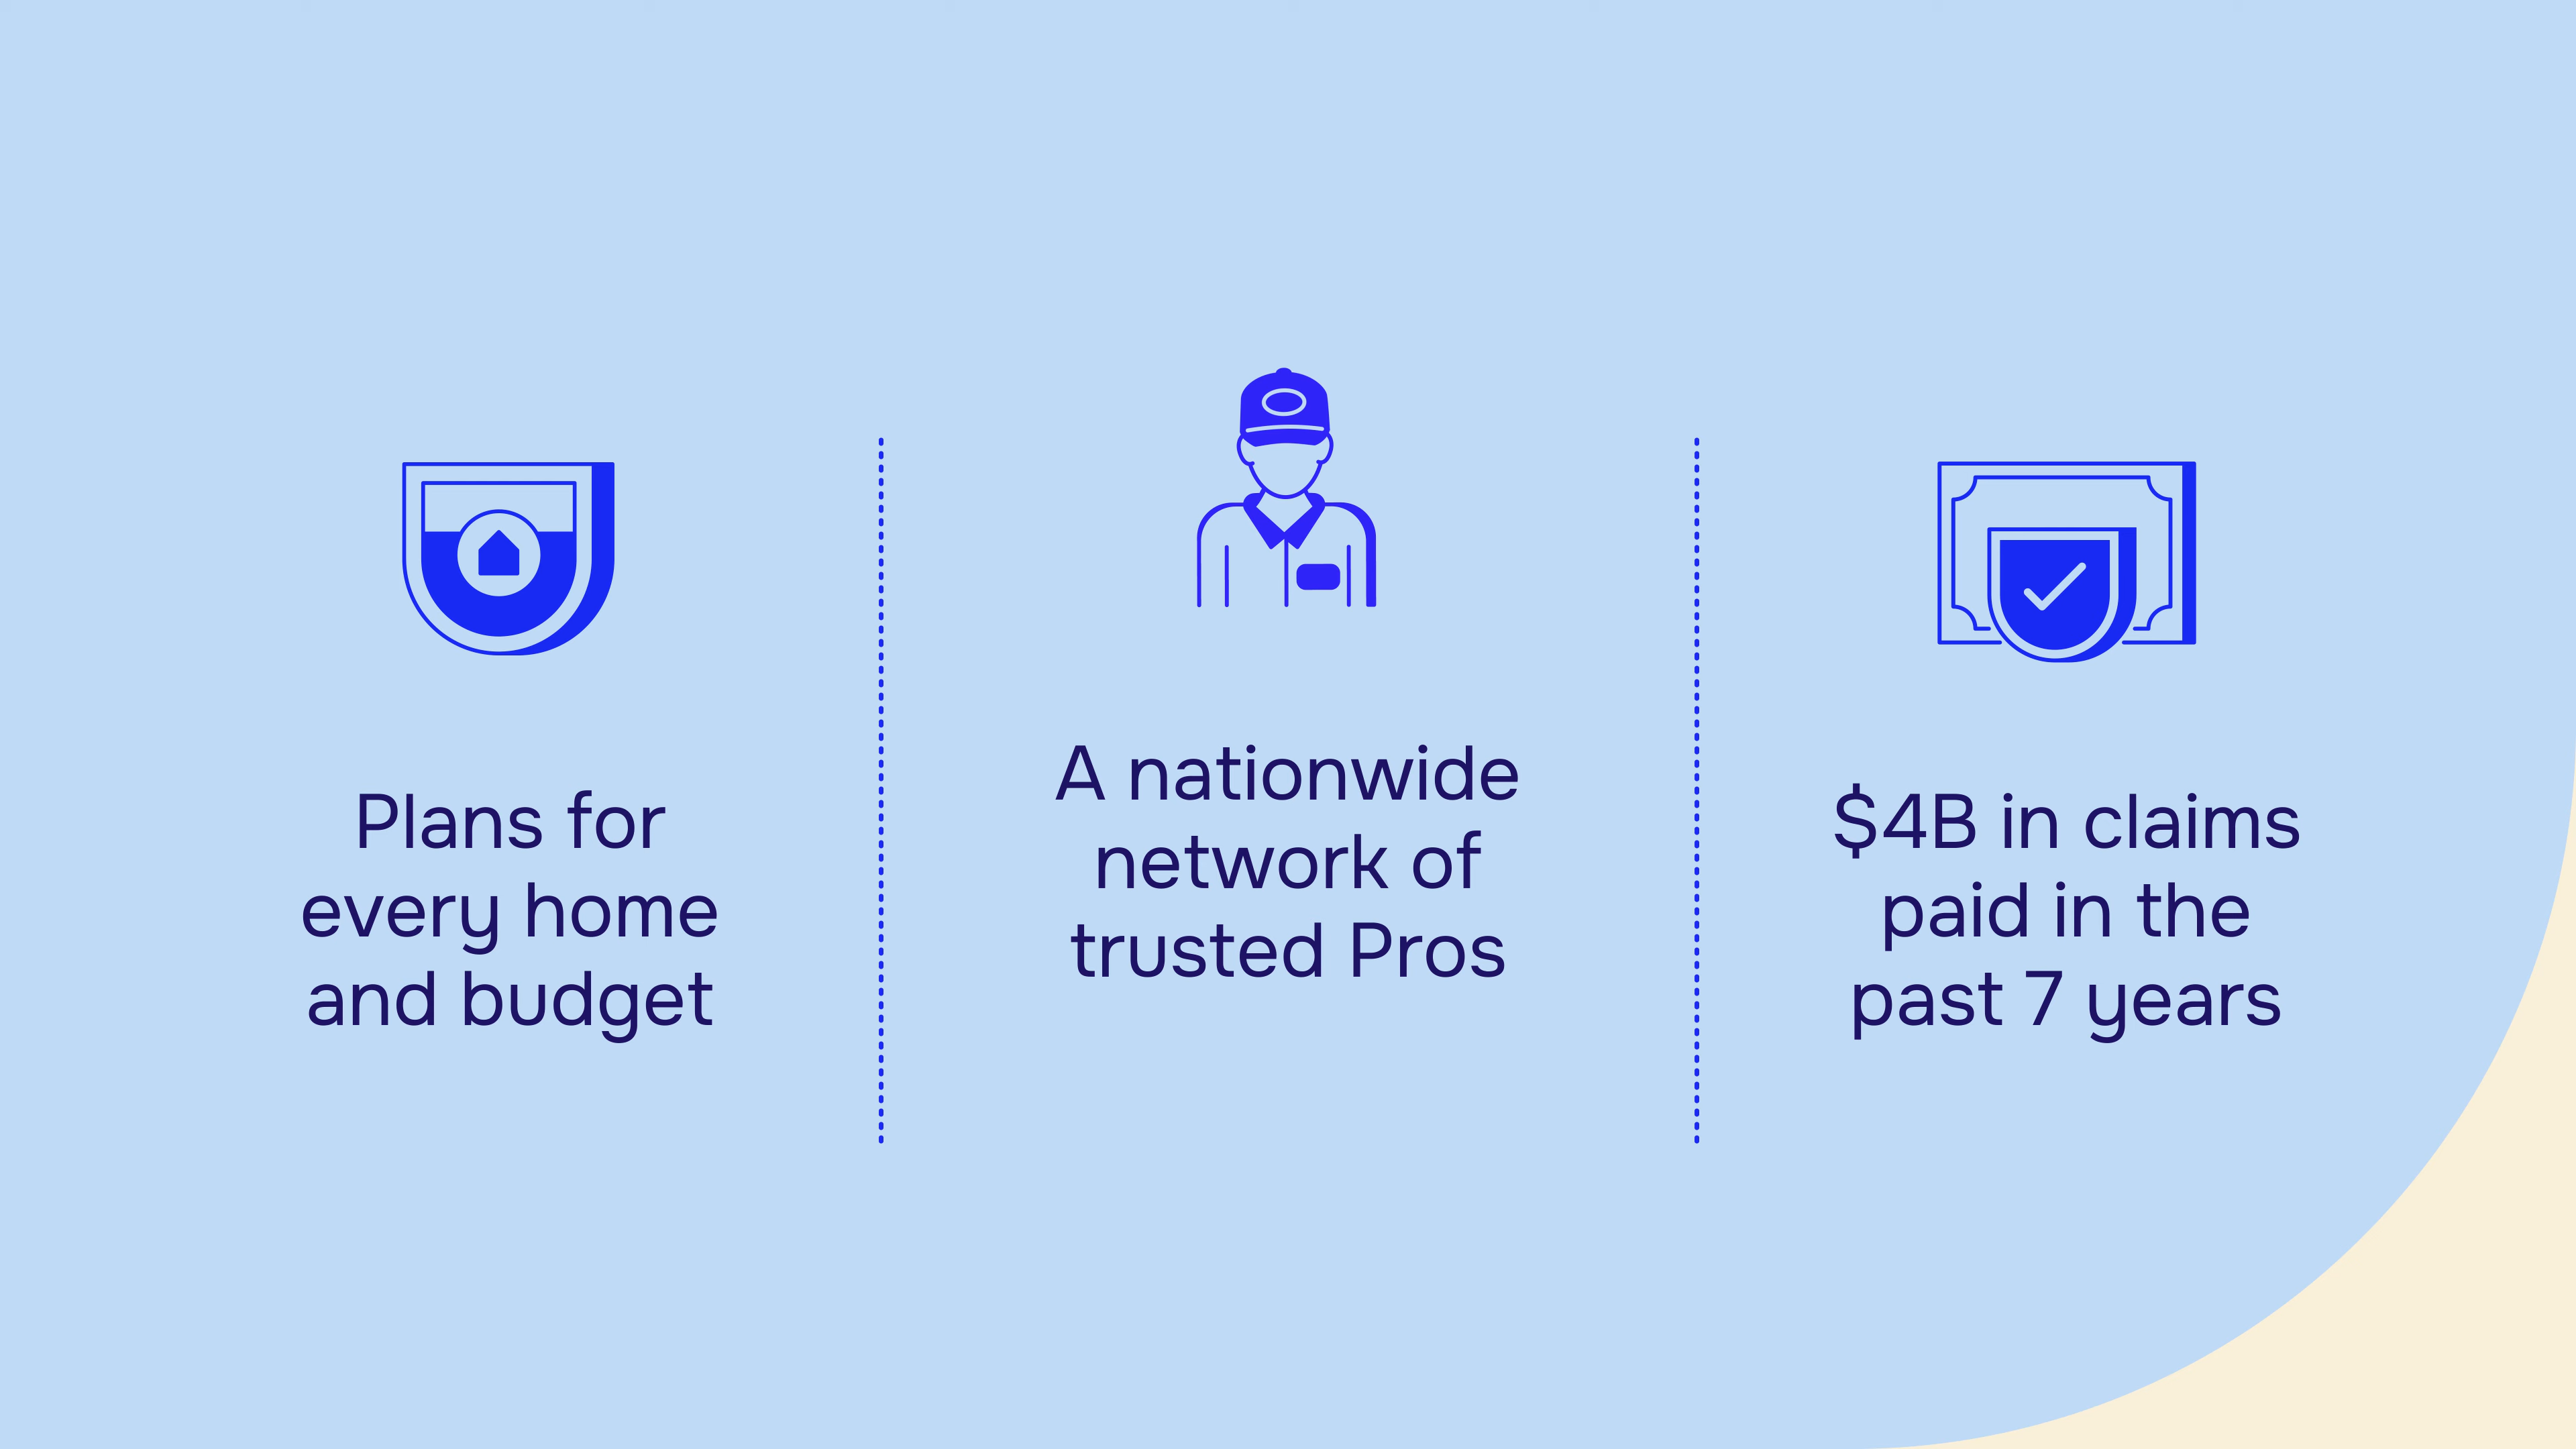 Plans for
every home
and budget
A nationwide
network of
trusted Pros
$4B in claims
paid in the
past 7 years